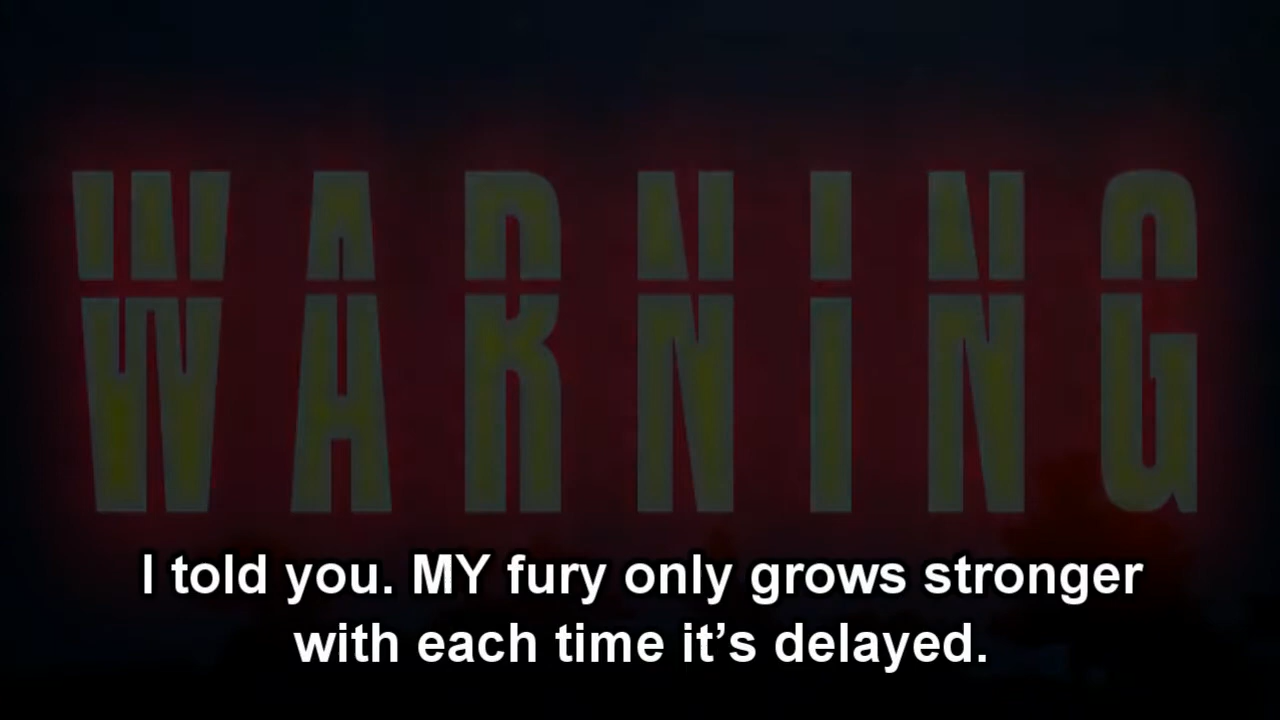 WARNING
I told you. MY fury only grows stronger
with each time it’s delayed.